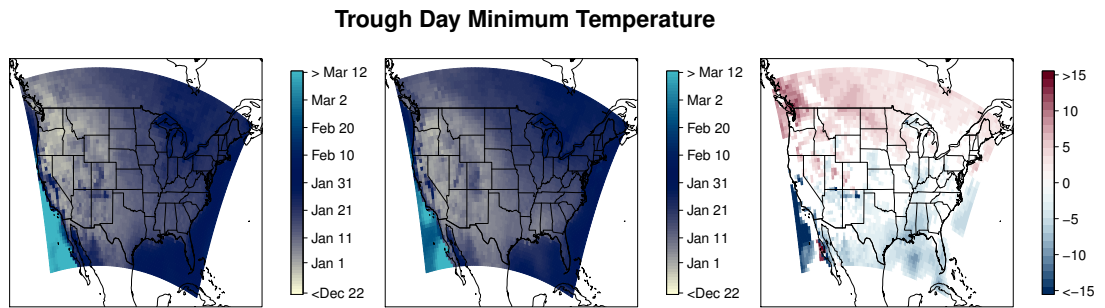 Trough Day Minimum Temperature
> Mar 12
Mar 2
Feb 20
Feb 10
Jan 31
Jan 21
Jan 11
Jan 1
<Dec 22
> Mar 12
Mar 2
Feb 20
Feb 10
Jan 31
Jan 21
Jan 11
Jan 1
<Dec 22
>15
10
5
0
−5
−10
<−15